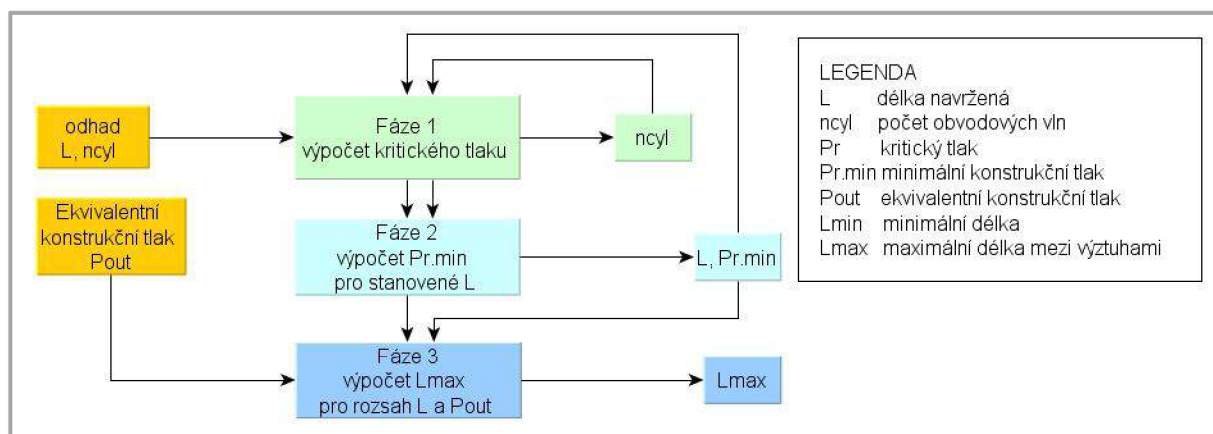 odhad
L, ncyl
Fáze 1
výpočet kritického tlaku
ncyl
Ekvivalentní
konstrukční tlak
Pout
Fáze 2
výpočet Pr.min
pro stanovené L
L, Pr.min
Fáze 3
výpočet Lmax
pro rozsah L a Pout
Lmax
LEGENDA
L délka navržená
ncyl počet obvodových vln
Pr kritický tlak
Pr.min minimální konstrukční tlak
Pout ekvivalentní konstrukční tlak
Lmin minimální délka
Lmax maximální délka mezi výztuhami